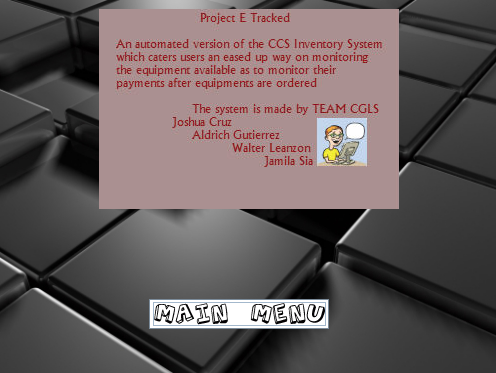 Project E Tracked
An automated version of the CCS Inventory System
which caters users an eased up way on monitoring
the equipment available as to monitor their
payments after equipments are ordered
The system is made by TEAM CGLS
Joshua Cruz
Aldrich Gutierrez
Walter Leanzon
Jamila Sia
MAIN MENU